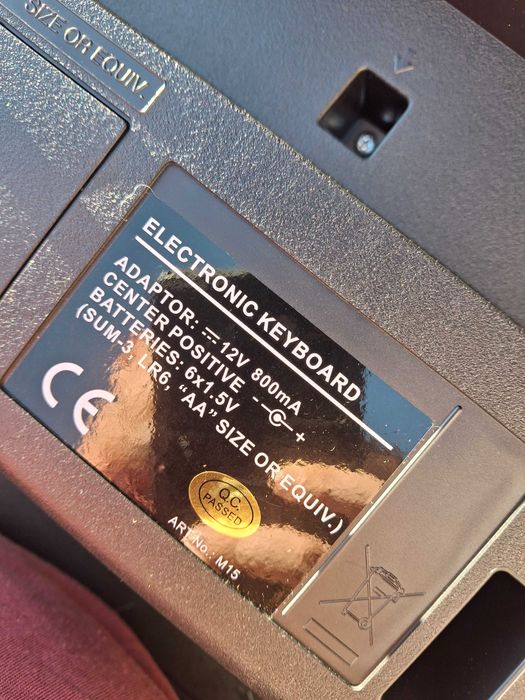 SIZE OR EQUIV.
ELECTRONIC KEYBOARD
ADAPTOR: ⎓ 12V 800mA
CENTER POSITIVE - +
BATTERIES: 6x1.5V
(SUM-3, LR6, "AA" SIZE OR EQUIV.)
CE
Q.C.
PASSED
ART.No.: M15